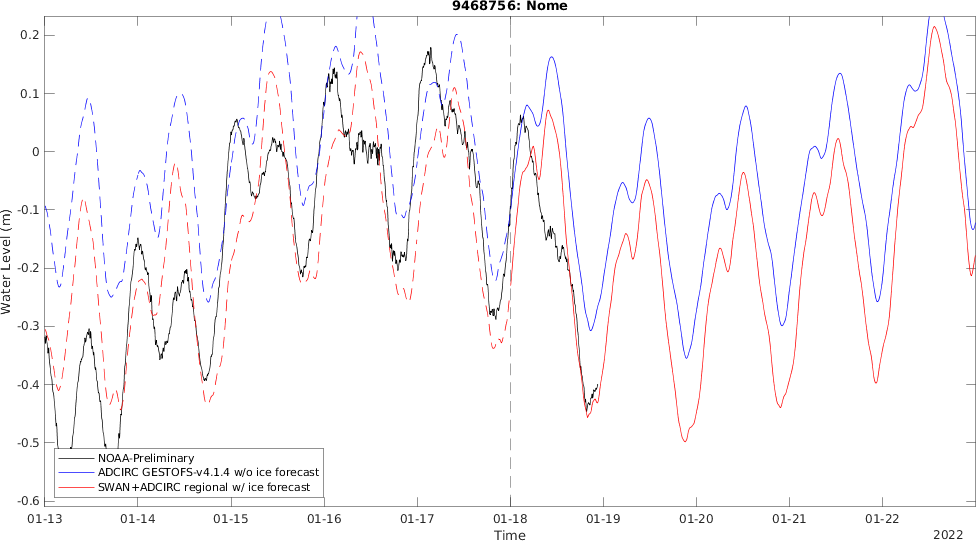 9468756: Nome
0.2
0.1
0
-0.1
-0.2
-0.3
-0.4
-0.5
-0.6
Water Level (m)
NOAA-Preliminary
ADCIRC GESTOFS-v4.1.4 w/o ice forecast
SWAN+ADCIRC regional w/ ice forecast
01-13 01-14 01-15 01-16 01-17 01-18 01-19 01-20 01-21 01-22
Time
2022